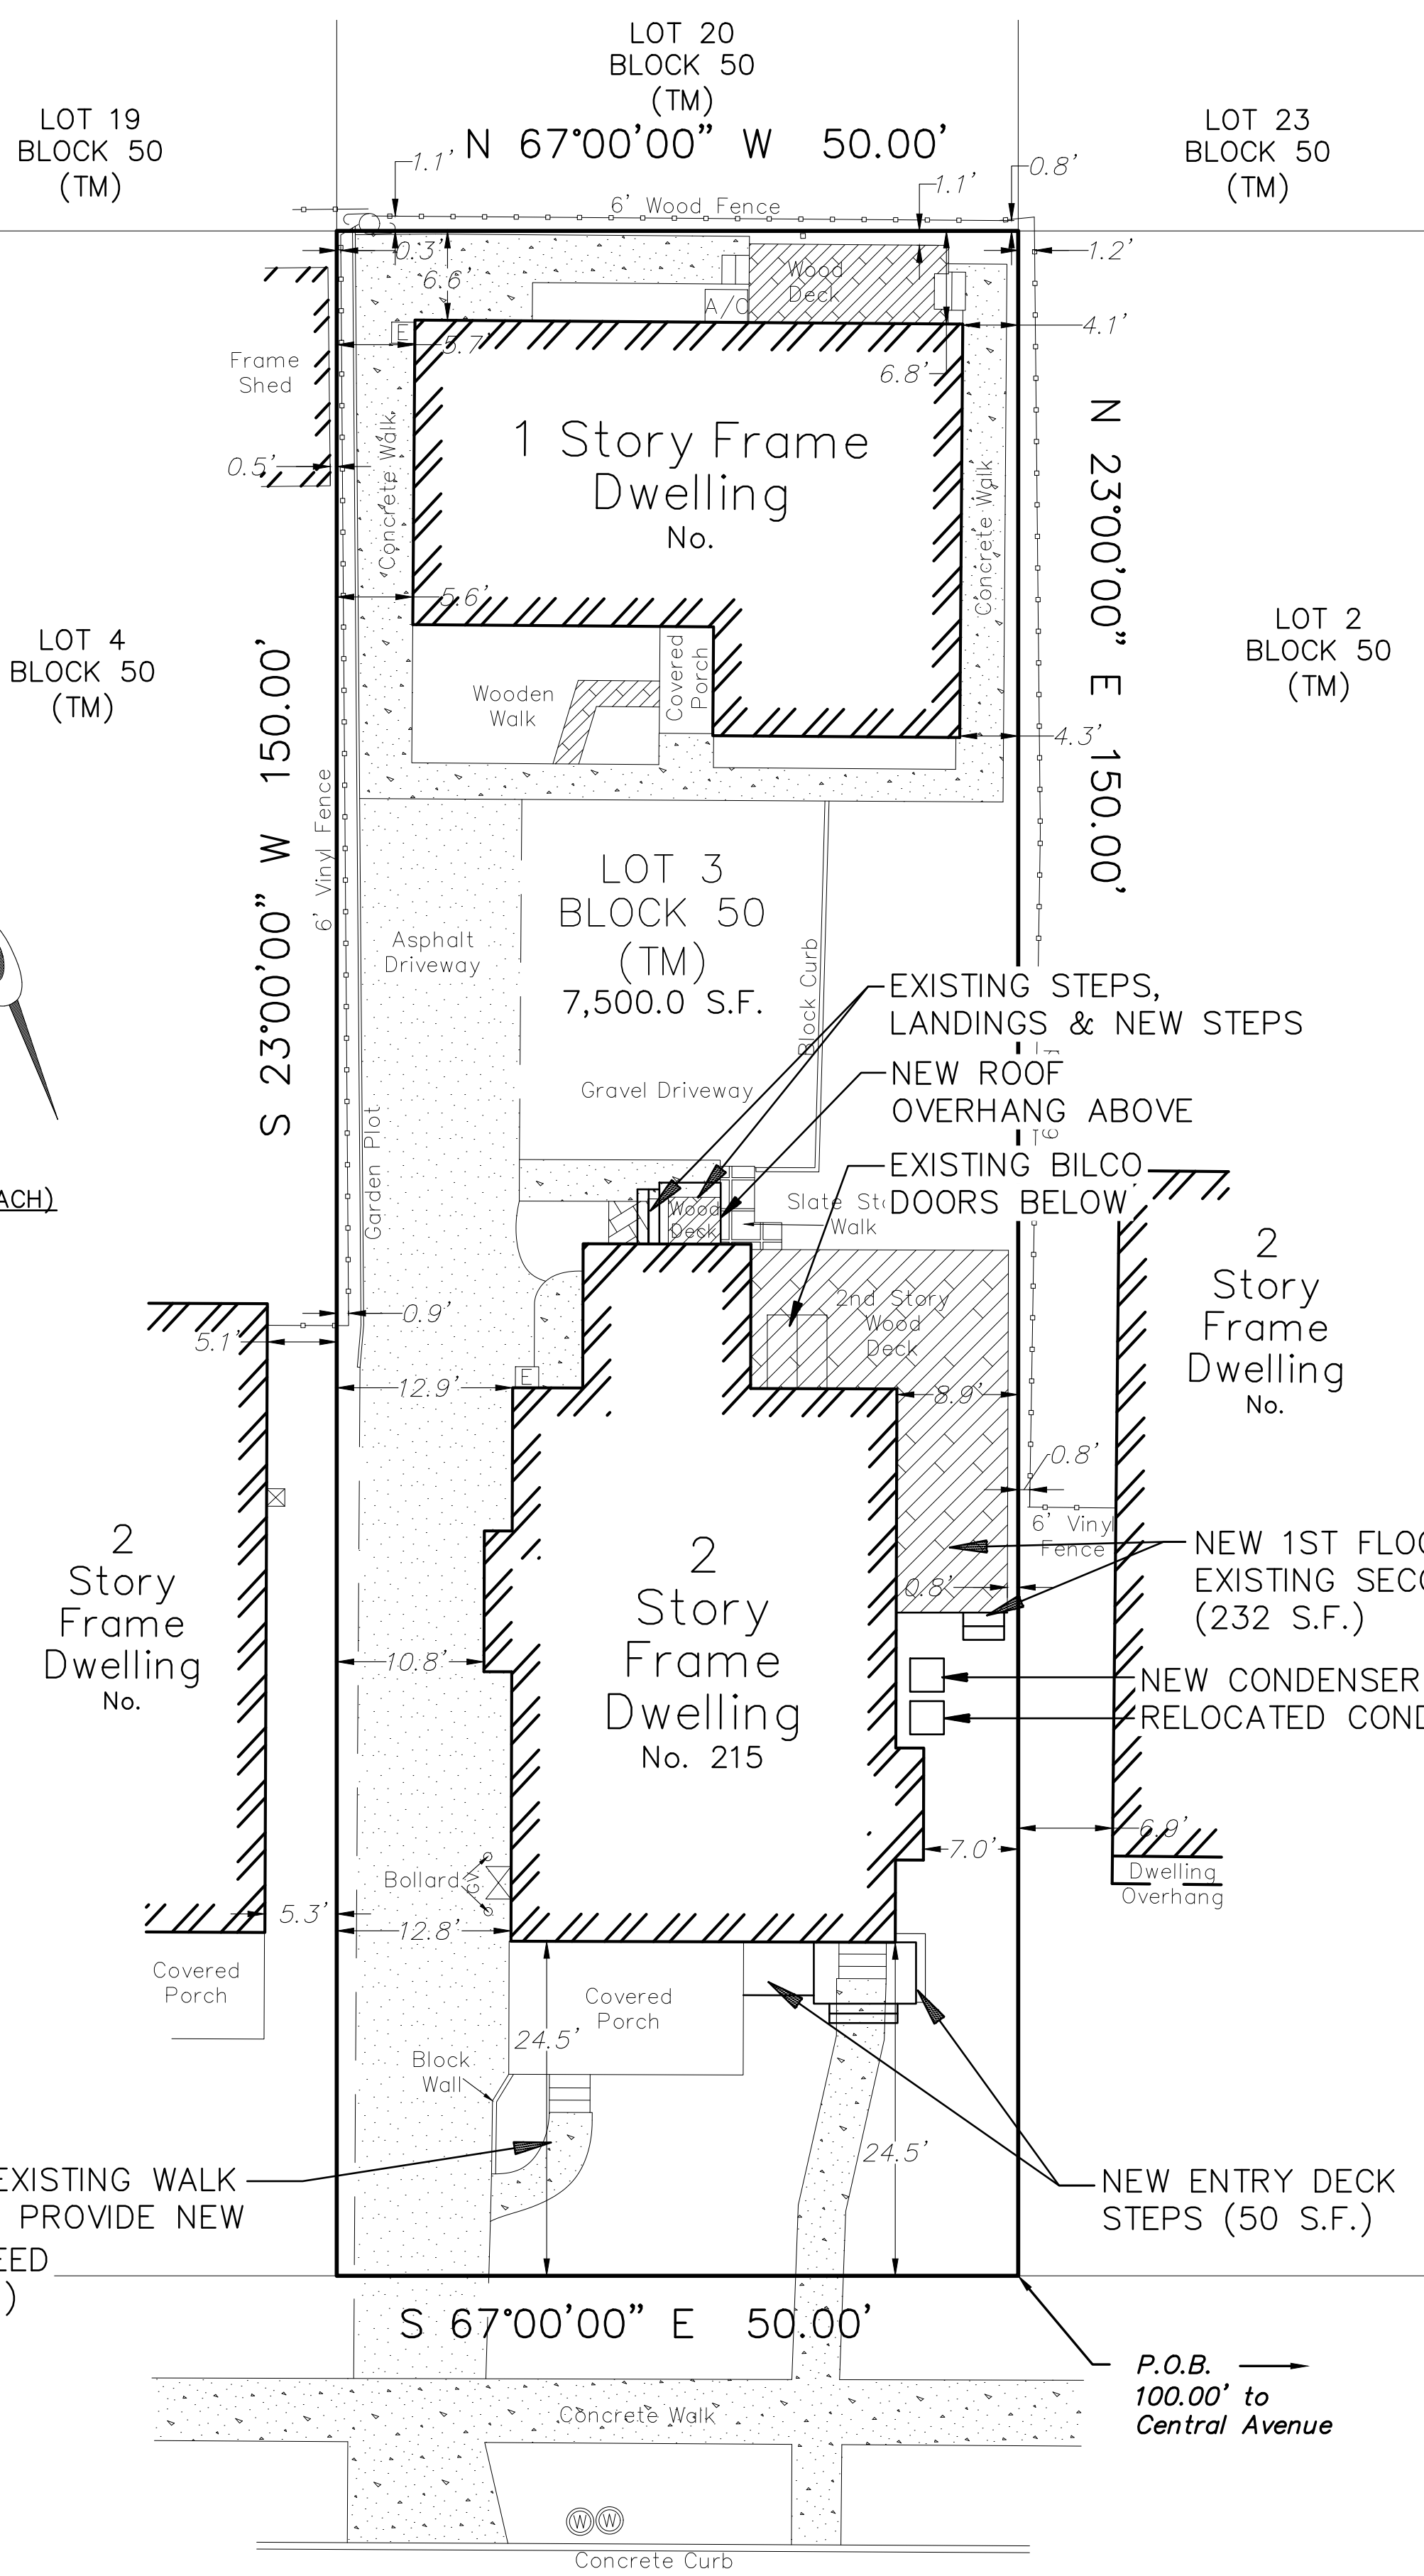 LOT 20
BLOCK 50
(TM)
LOT 19
BLOCK 50
(TM)
LOT 23
BLOCK 50
(TM)
N 67°00'00" W 50.00'
1.1'
1.1'
0.8'
6' Wood Fence
0.3'
6.6'
1.2'
Wood
Deck
A/C
E
5.7'
4.1'
6.8'
Frame
Shed
0.5'
Concrete Walk
1 Story Frame
Dwelling
No.
Concrete Walk
N 23°00'00" E 150.00'
5.6'
LOT 4
BLOCK 50
(TM)
LOT 2
BLOCK 50
(TM)
Wooden
Walk
Covered
Porch
4.3'
S 23°00'00" W 150.00'
6' Vinyl Fence
LOT 3
BLOCK 50
(TM)
7,500.0 S.F.
Asphalt
Driveway
Block Curb
EXISTING STEPS,
LANDINGS & NEW STEPS
NEW ROOF
OVERHANG ABOVE
Gravel Driveway
Garden Plot
EXISTING BILCO
DOORS BELOW
ACH)
Slate
Walk
Wood
Deck
2nd Story
Wood
Deck
2
Story
Frame
Dwelling
No.
0.9'
5.1'
12.9'
E
8.9'
0.8'
6' Vinyl
Fence
NEW 1ST FLOO
EXISTING SECO
(232 S.F.)
0.8'
2
Story
Frame
Dwelling
No.
2
Story
Frame
Dwelling
No. 215
10.8'
NEW CONDENSER
RELOCATED COND
6.9'
7.0'
Dwelling
Overhang
Bollard
GV
5.3'
12.8'
Covered
Porch
Covered
Porch
24.5'
Block
Wall
24.5'
EXISTING WALK
PROVIDE NEW
EED
)
NEW ENTRY DECK
STEPS (50 S.F.)
S 67°00'00" E 50.00'
P.O.B.
100.00' to
Central Avenue
Concrete Walk
W W
Concrete Curb